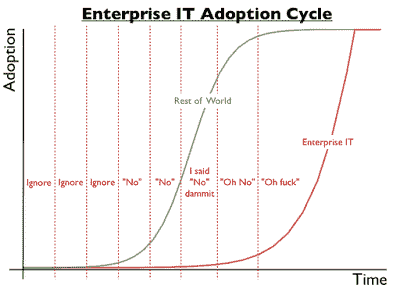 Enterprise IT Adoption Cycle
Adoption
Rest of World
Enterprise IT
Ignore
Ignore
Ignore
"No"
"No"
I said
"No"
dammit
"Oh No"
"Oh fuck"
Time